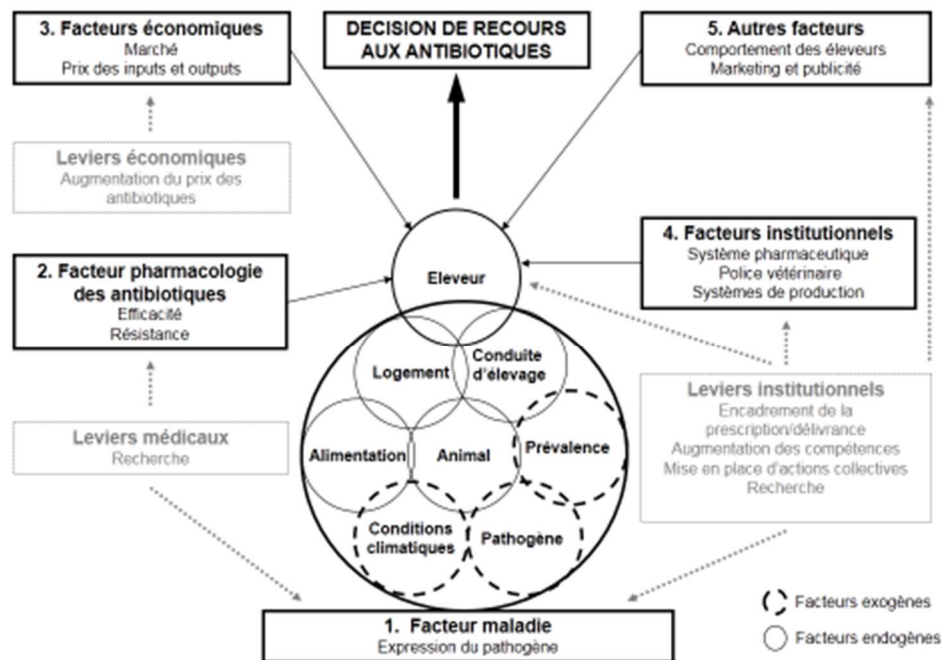 3. Facteurs économiques
Marché
Prix des inputs et outputs
DECISION DE RECOURS
AUX ANTIBIOTIQUES
5. Autres facteurs
Comportement des éleveurs
Marketing et publicité
Leviers économiques
Augmentation du prix des
antibiotiques
2. Facteur pharmacologie
des antibiotiques
Efficacité
Résistance
Eleveur
4. Facteurs institutionnels
Système pharmaceutique
Police vétérinaire
Systèmes de production
Logement
Conduite
d'élevage
Alimentation
Animal
Prévalence
Conditions
climatiques
Pathogène
Leviers médicaux
Recherche
Leviers institutionnels
Encadrement de la
prescription/délivrance
Augmentation des compétences
Mise en place d'actions collectives
Recherche
1. Facteur maladie
Expression du pathogène
Facteurs exogènes
Facteurs endogènes